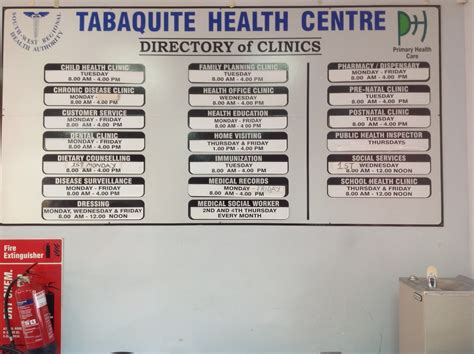 SOUTH-WEST REGIONAL
HEALTH AUTHORITY
TABAQUITE HEALTH CENTRE
DIRECTORY of CLINICS
PH
Primary Health
Care
CHILD HEALTH CLINIC
TUESDAY
8.00 AM - 4.00 PM
CHRONIC DISEASE CLINIC
MONDAY
8.00 AM - 4.00 PM
CUSTOMER SERVICE
MONDAY - FRIDAY
8.00 AM - 4.00 PM
DENTAL CLINIC
MONDAY - FRIDAY
8.00 AM - 4.00 PM
DIETARY COUNSELLING
1ST MONDAY
DISEASE SURVEILLANCE
MONDAY - FRIDAY
8.00 AM - 4.00 PM
DRESSING
MONDAY, WEDNESDAY & FRIDAY
8.00 AM - 12.00 NOON
FAMILY PLANNING CLINIC
TUESDAY
8.00 AM - 4.00 PM
HEALTH OFFICE CLINIC
WEDNESDAY
8.00 AM - 4.00 PM
HEALTH EDUCATION
MONDAY - FRIDAY
8.00 AM - 4.00 PM
HOME VISITING
THURSDAY & FRIDAY
1.00 PM - 4.00 PM
IMMUNIZATION
TUESDAY
8.00 AM - 4.00 PM
MEDICAL RECORDS
MONDAY - FRIDAY
8.00 AM - 4.00 PM
MEDICAL SOCIAL WORKER
2ND AND 4TH THURSDAY
EVERY MONTH
PHARMACY / DISPENSARY
MONDAY - FRIDAY
8.00 AM - 4.00 PM
PRE-NATAL CLINIC
TUESDAY
8.00 AM - 4.00 PM
POSTNATAL CLINIC
TUESDAY
8.00 AM - 4.00 PM
PUBLIC HEALTH INSPECTOR
THURSDAYS
SOCIAL SERVICES
1ST WEDNESDAY
8.00 AM - 12.00 NOON
SCHOOL HEALTH CLINIC
TUESDAY & FRIDAY
8.00 AM - 12.00 NOON
Fire
Extinguisher
DRY CHEM.